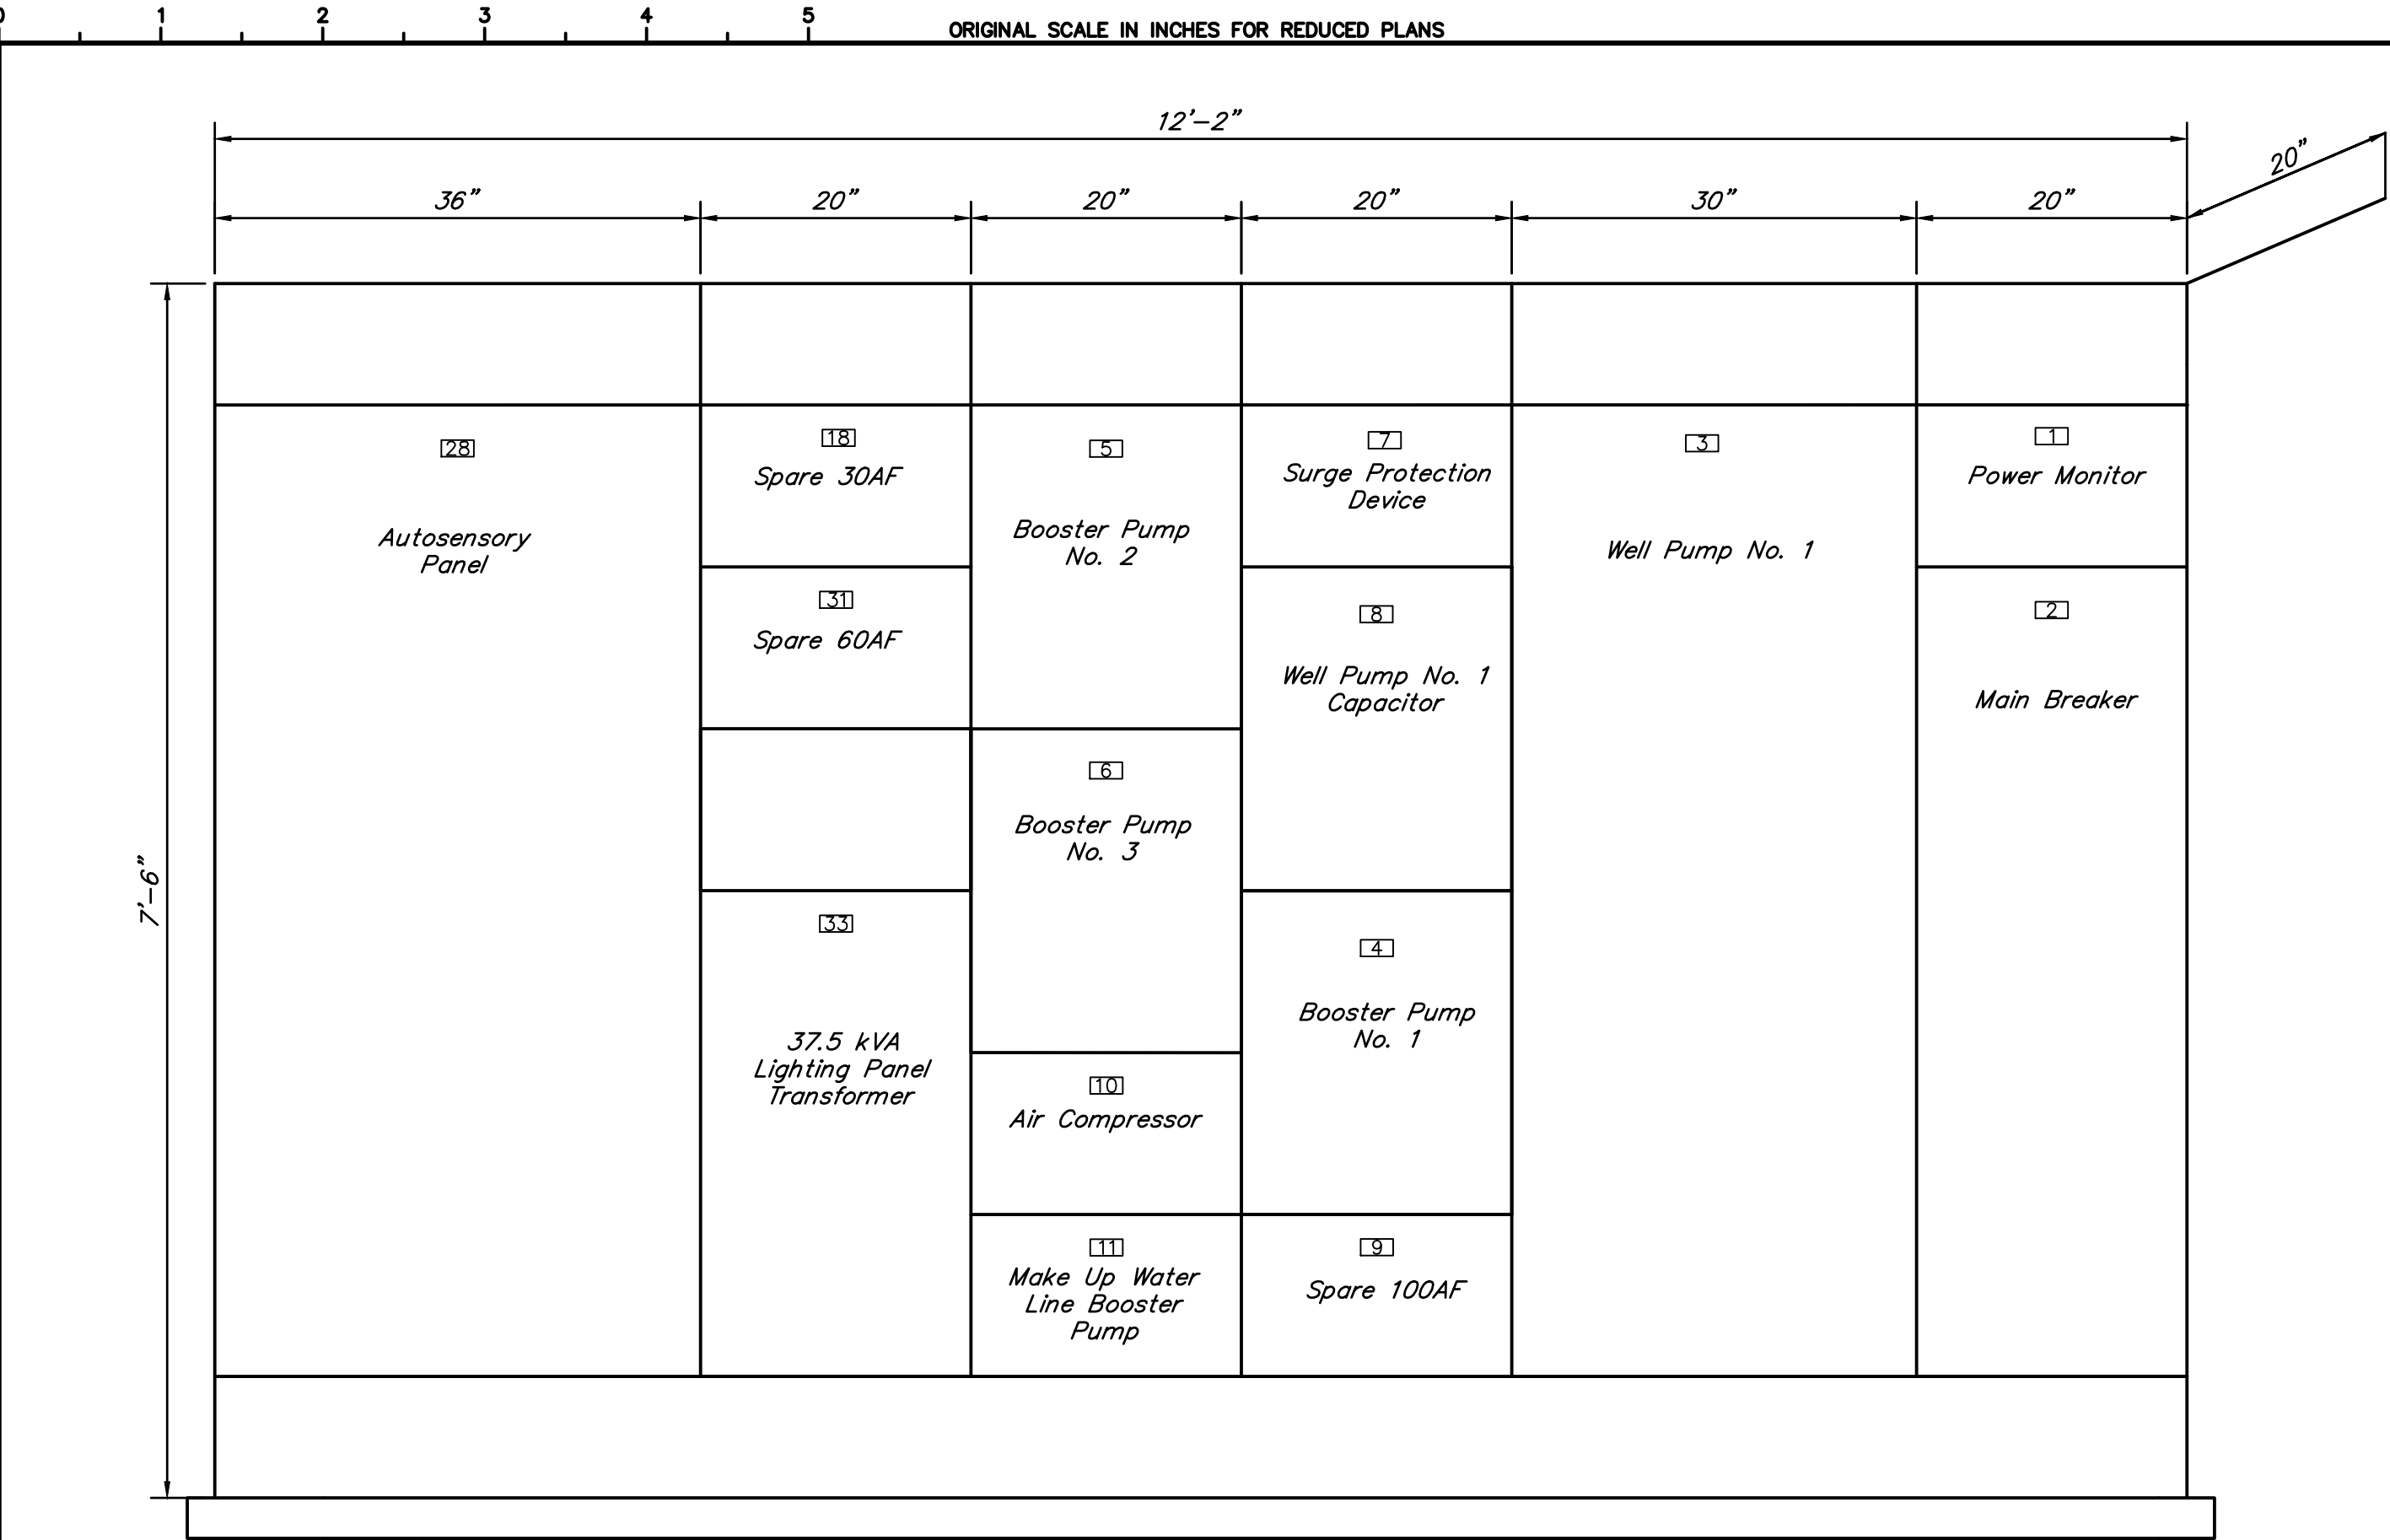 0 1 2 3 4 5
ORIGINAL SCALE IN INCHES FOR REDUCED PLANS
12'-2"
20"
36" 20" 20" 20" 30" 20"
7'-6"
28
Autosensory
Panel
18
Spare 30AF
31
Spare 60AF
33
37.5 kVA
Lighting Panel
Transformer
5
Booster Pump
No. 2
6
Booster Pump
No. 3
10
Air Compressor
11
Make Up Water
Line Booster
Pump
7
Surge Protection
Device
8
Well Pump No. 1
Capacitor
4
Booster Pump
No. 1
9
Spare 100AF
3
Well Pump No. 1
1
Power Monitor
2
Main Breaker